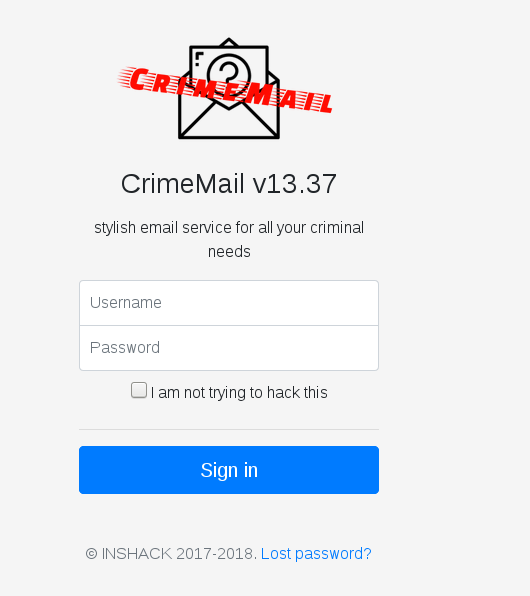 CrimeMail
CrimeMail v13.37
stylish email service for all your criminal
needs
Username
Password
I am not trying to hack this
Sign in
© INSHACK 2017-2018. Lost password?